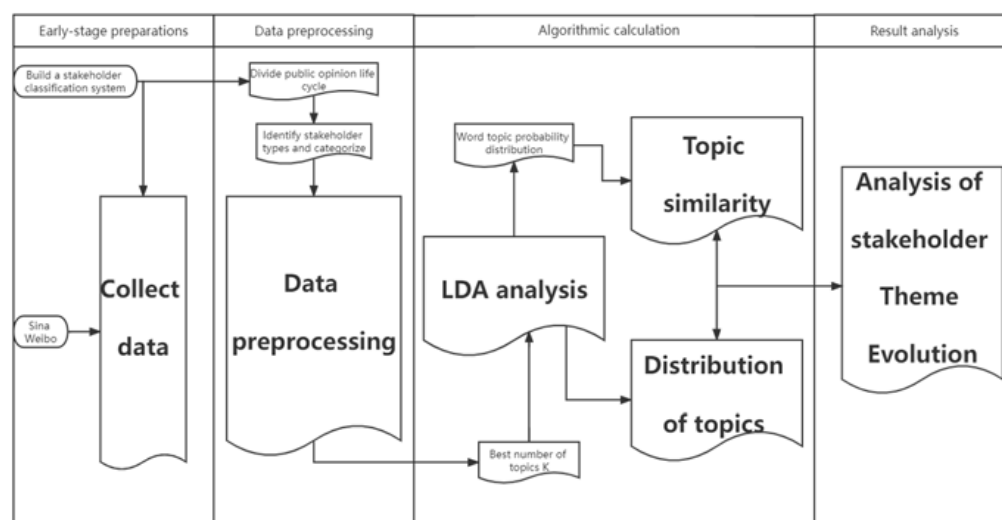 Early-stage preparations
Data preprocessing
Algorithmic calculation
Result analysis
Build a stakeholder
classification system
Divide public opinion life
cycle
Identify stakeholder
types and categorize
Word topic probability
distribution
Topic
similarity
Analysis of
stakeholder
Theme
Evolution
Collect
data
Data
preprocessing
LDA analysis
Sina
Weibo
Distribution
of topics
Best number of
topics K